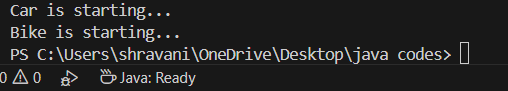 Car is starting...
Bike is starting...
PS C:\Users\shravani\OneDrive\Desktop\java codes>
0 0 Java: Ready